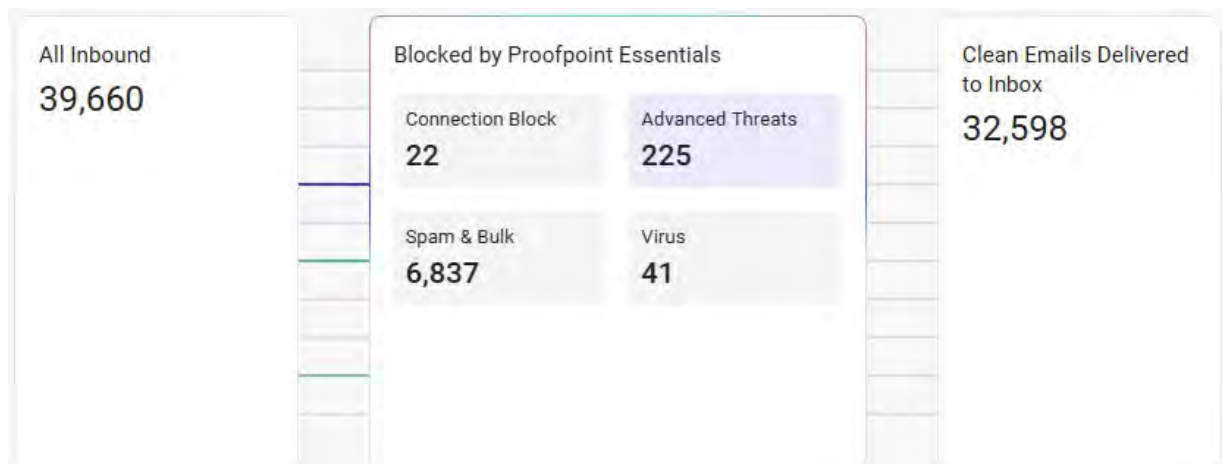 All Inbound
39,660
Blocked by Proofpoint Essentials
Connection Block
22
Advanced Threats
225
Spam & Bulk
6,837
Virus
41
Clean Emails Delivered
to Inbox
32,598